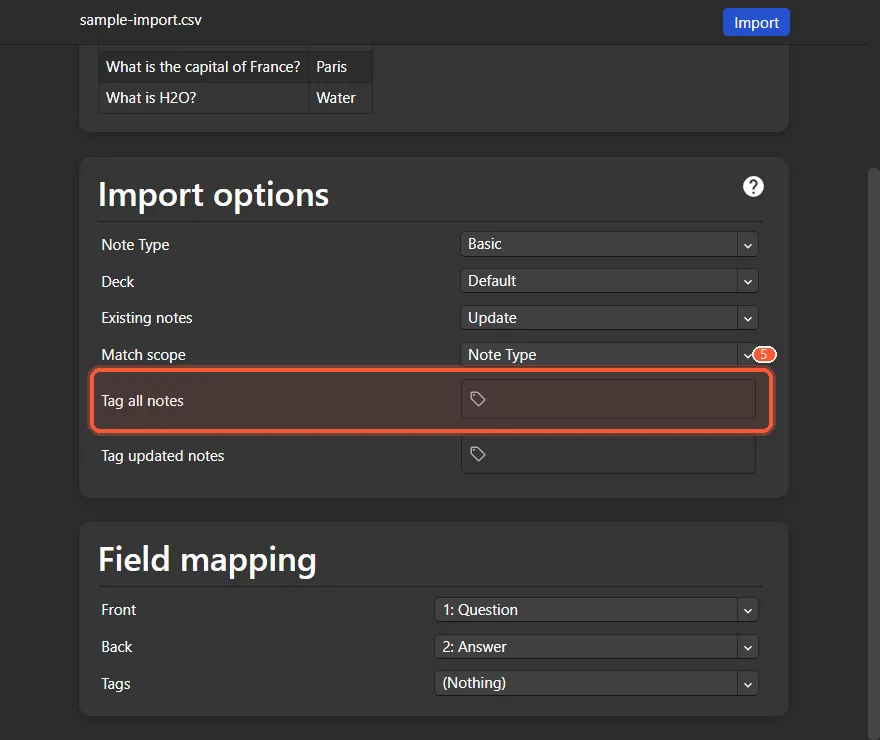 sample-import.csv
Import
What is the capital of France? Paris
What is H2O? Water
Import options
?
Note Type Basic
Deck Default
Existing notes Update
Match scope Note Type
5
Tag all notes
Tag updated notes
Field mapping
Front 1: Question
Back 2: Answer
Tags (Nothing)